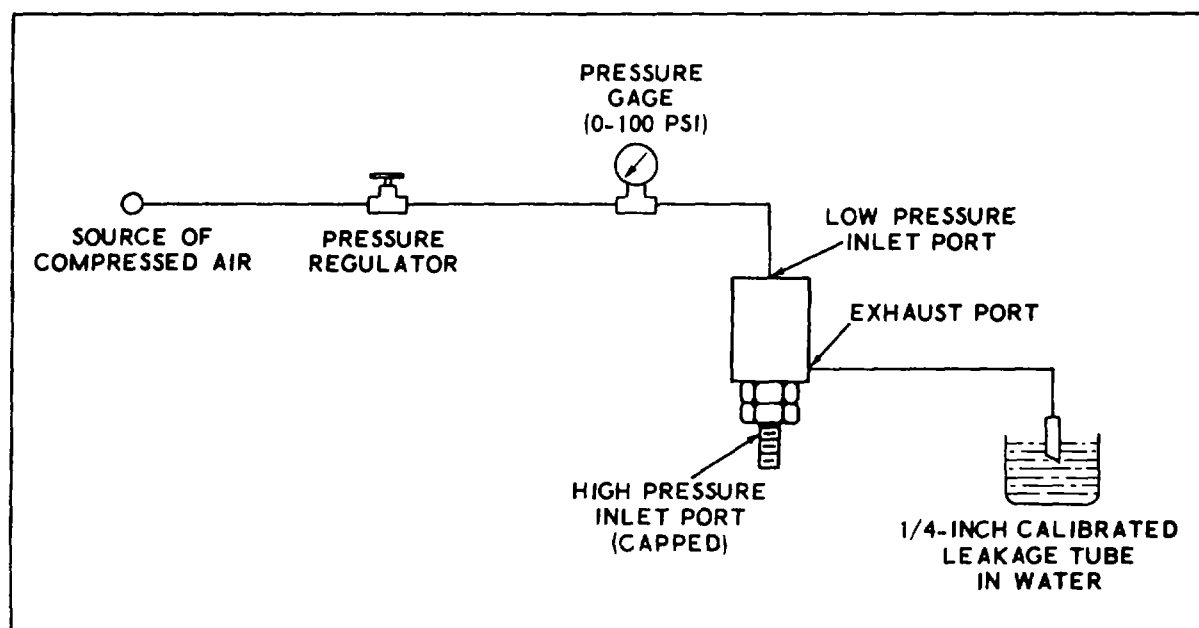 PRESSURE
GAGE
(0-100 PSI)
SOURCE OF
COMPRESSED AIR
PRESSURE
REGULATOR
LOW PRESSURE
INLET PORT
EXHAUST PORT
HIGH PRESSURE
INLET PORT
(CAPPED)
1/4-INCH CALIBRATED
LEAKAGE TUBE
IN WATER